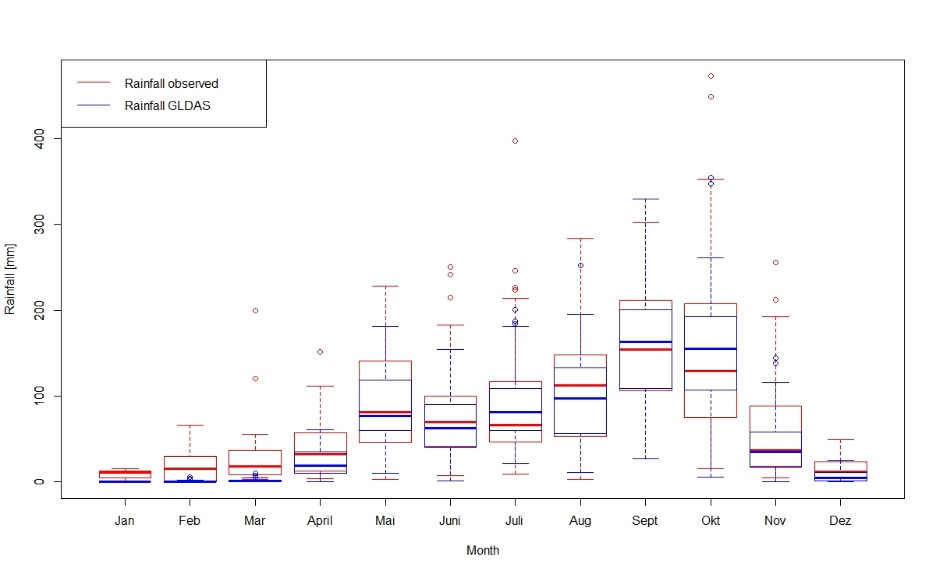 Rainfall observed
Rainfall GLDAS
400
300
200
100
0
Rainfall [mm]
Jan Feb Mar April Mai Juni Juli Aug Sept Okt Nov Dez
Month